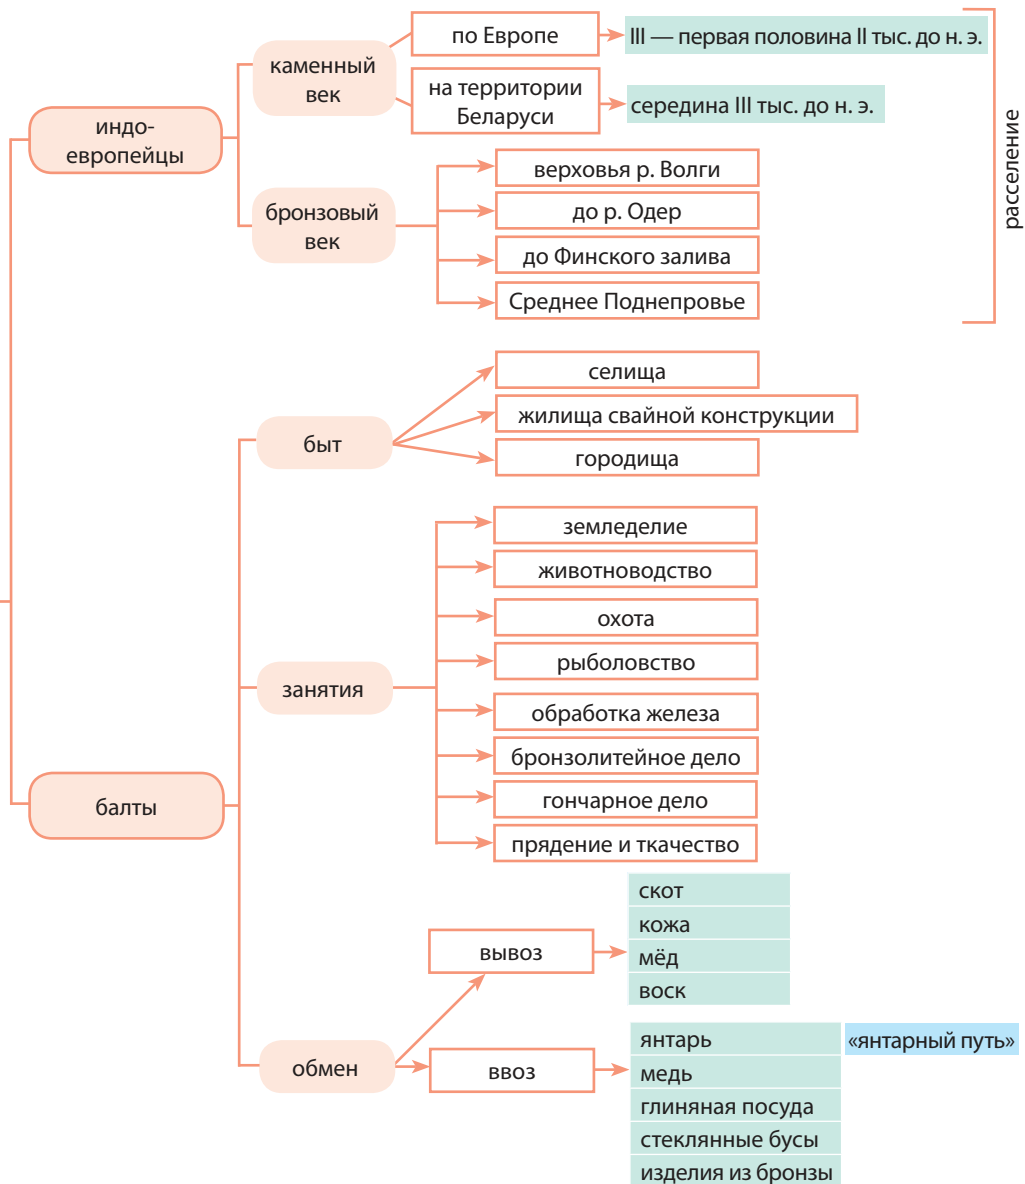 индо-
европейцы
каменный
век
по Европе
III — первая половина II тыс. до н. э.
на территории
Беларуси
середина III тыс. до н. э.
бронзовый
век
верховья р. Волги
до р. Одер
до Финского залива
Среднее Поднепровье
расселение
балты
быт
селища
жилища свайной конструкции
городища
занятия
земледелие
животноводство
охота
рыболовство
обработка железа
бронзолитейное дело
гончарное дело
прядение и ткачество
обмен
вывоз
скот
кожа
мёд
воск
ввоз
янтарь
«янтарный путь»
медь
глиняная посуда
стеклянные бусы
изделия из бронзы